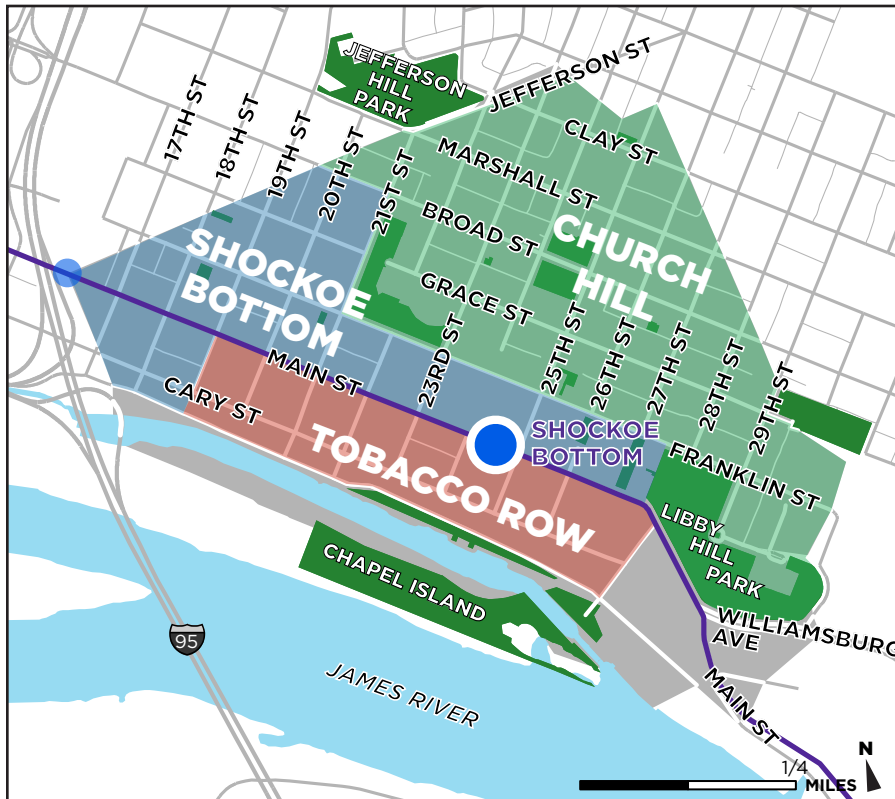 JEFFERSON
HILL
PARK
JEFFERSON ST
17TH ST
18TH ST
19TH ST
20TH ST
21ST ST
CLAY ST
MARSHALL ST
BROAD ST
GRACE ST
CHURCH
HILL
SHOCKOE
BOTTOM
MAIN ST
CARY ST
23RD ST
25TH ST
26TH ST
27TH ST
28TH ST
29TH ST
SHOCKOE
BOTTOM
TOBACCO ROW
FRANKLIN ST
LIBBY
HILL
PARK
CHAPEL ISLAND
WILLIAMSBURG
AVE
95
JAMES RIVER
MAIN ST
N
1/4
MILES